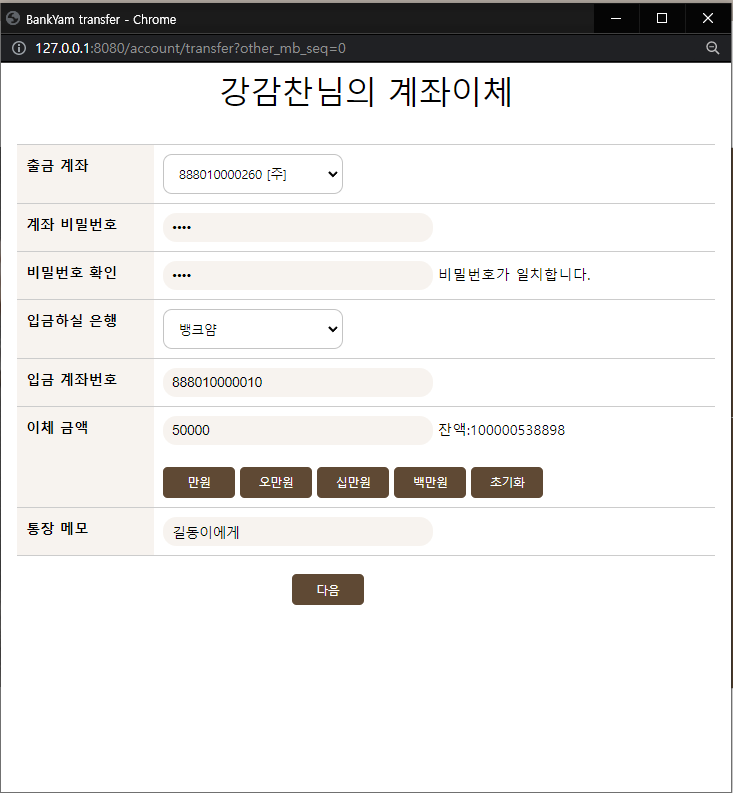 BankYam transfer - Chrome
127.0.0.1:8080/account/transfer?other_mb_seq=0
강감찬님의 계좌이체
출금 계좌 888010000260 [주]
계좌 비밀번호 ••••
비밀번호 확인 •••• 비밀번호가 일치합니다.
입금하실 은행 뱅크얌
입금 계좌번호 888010000010
이체 금액 50000 잔액:100000538898
만원 오만원 십만원 백만원 초기화
통장 메모 길동이에게
다음